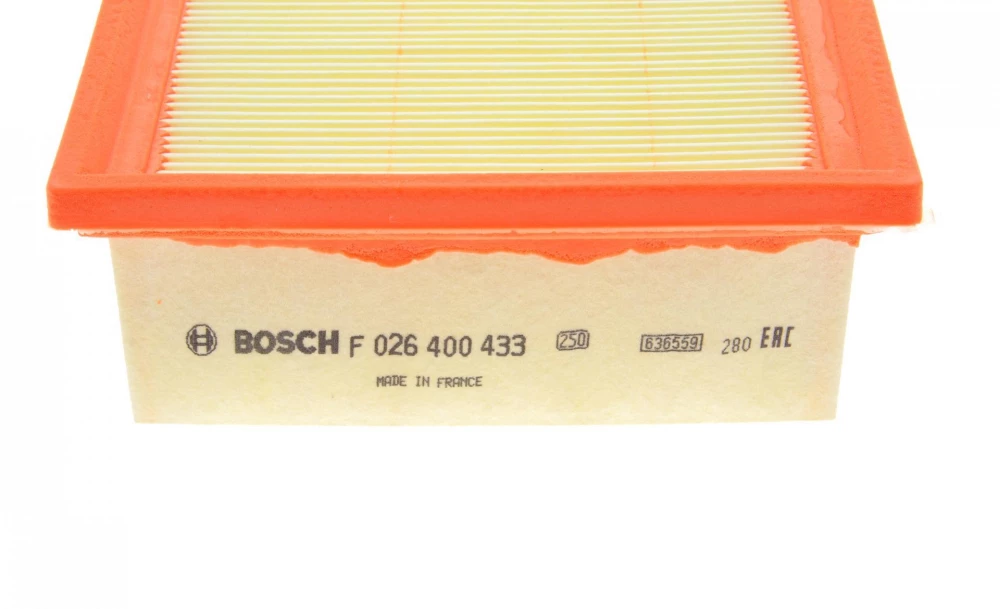 BOSCH F 026 400 433 250 636559 280 EAC
MADE IN FRANCE